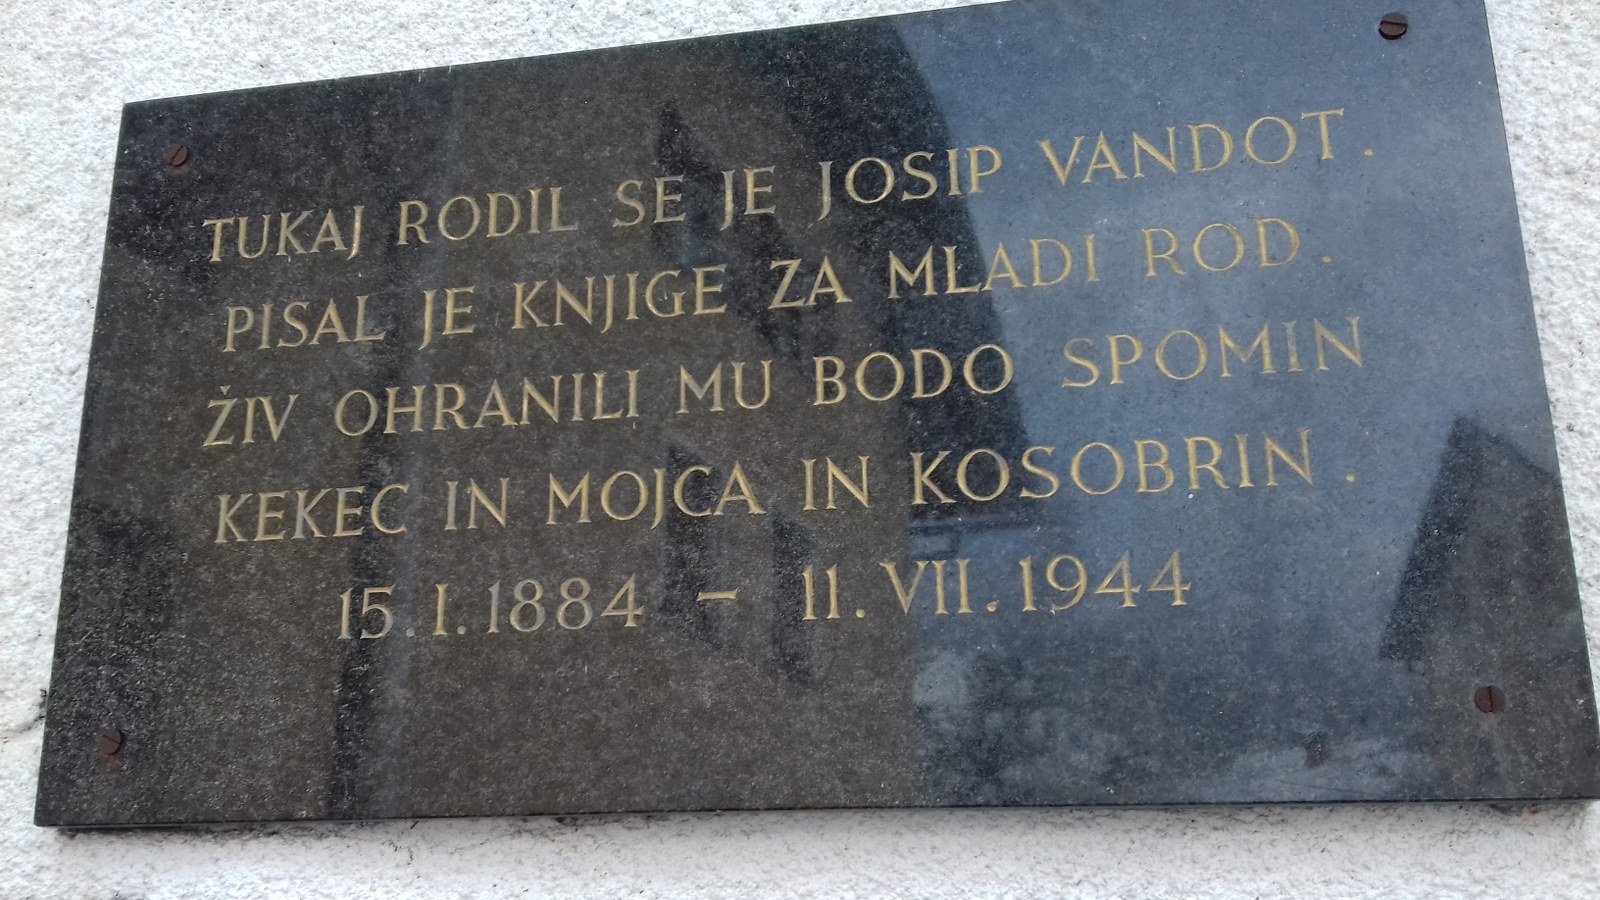 TUKAJ RODIL SE JE JOSIP VANDOT.
PISAL JE KNJIGE ZA MLADI ROD.
ŽIV OHRANILI MU BODO SPOMIN
KEKEC IN MOJCA IN KOSOBRIN.
15. I. 1884 – 11. VII. 1944